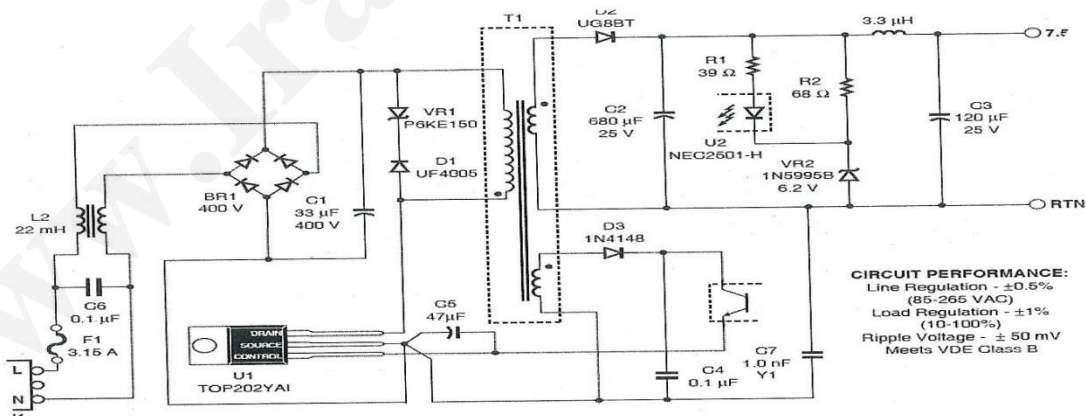 T1
D2
UG8BT
3.3 µH
7.5
R1
39 Ω
R2
68 Ω
VR1
P6KE150
C2
680 µF
25 V
C3
120 µF
25 V
U2
NEC2501-H
D1
UF4005
VR2
1N5995B
6.2 V
BR1
400 V
C1
33 µF
400 V
RTN
L2
22 mH
D3
1N4148
CIRCUIT PERFORMANCE:
Line Regulation - ±0.5%
(85-265 VAC)
Load Regulation - ±1%
(10-100%)
Ripple Voltage - ± 50 mV
Meets VDE Class B
C6
0.1 µF
C5
47µF
F1
3.15 A
DRAIN
SOURCE
CONTROL
C7
1.0 nF
Y1
C4
0.1 µF
U1
TOP202YAI
L
N